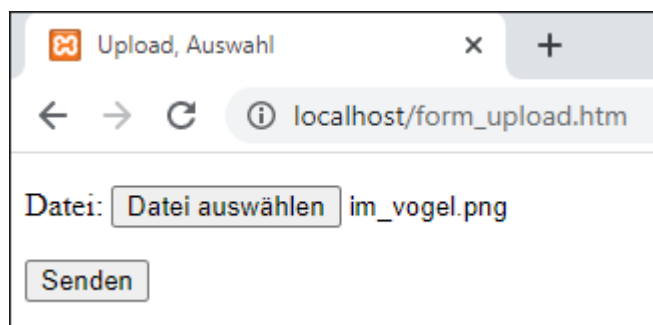 Upload, Auswahl
localhost/form_upload.htm
Datei: Datei auswählen im_vogel.png
Senden